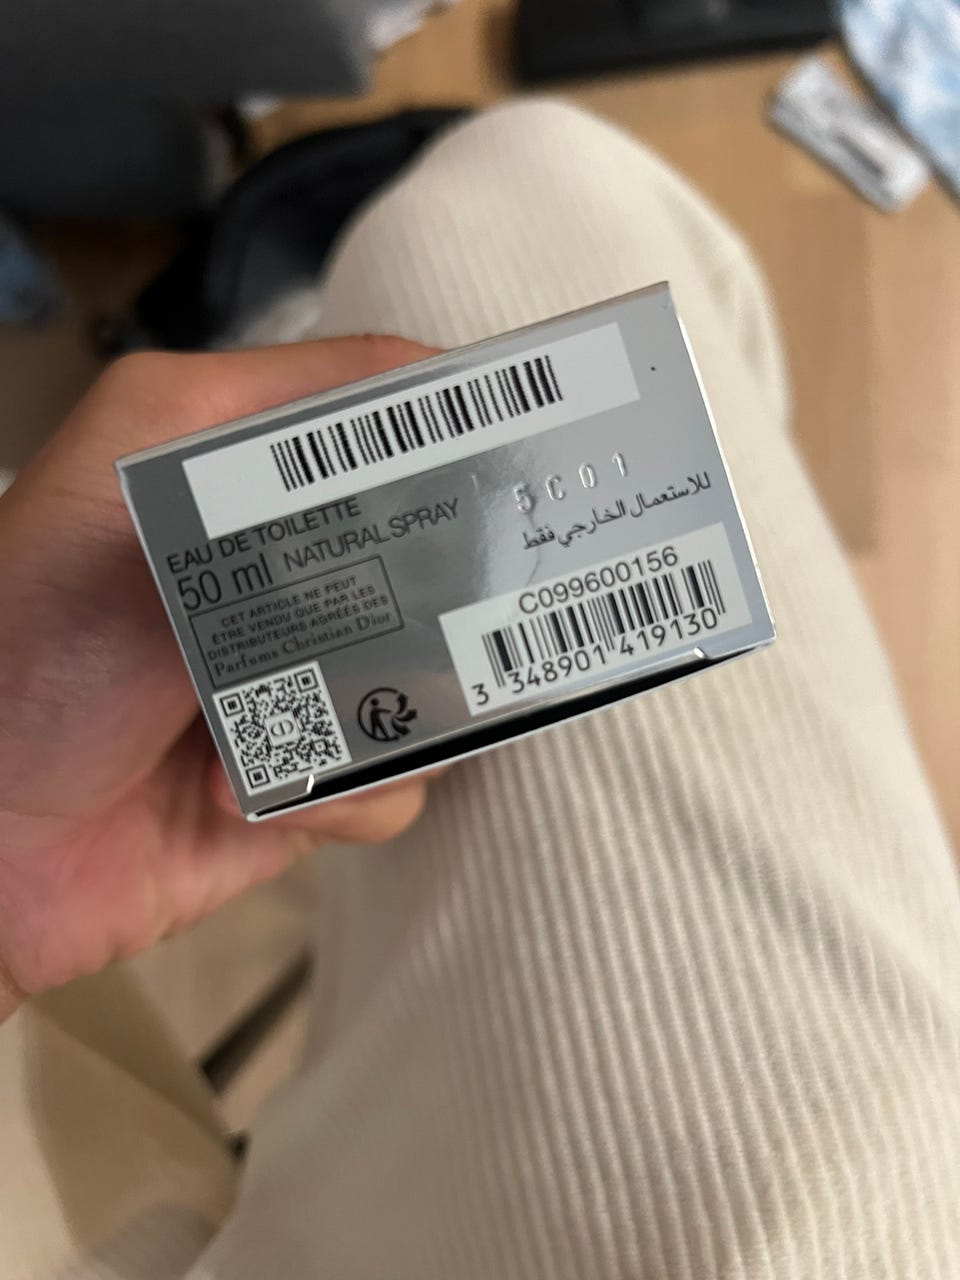 5C01
للاستعمال الخارجي فقط
EAU DE TOILETTE
50 ml NATURAL SPRAY
CET ARTICLE NE PEUT
ÊTRE VENDU QUE PAR LES
DISTRIBUTEURS AGRÉÉS DES
Parfums Christian Dior
C099600156
3 348901 419130